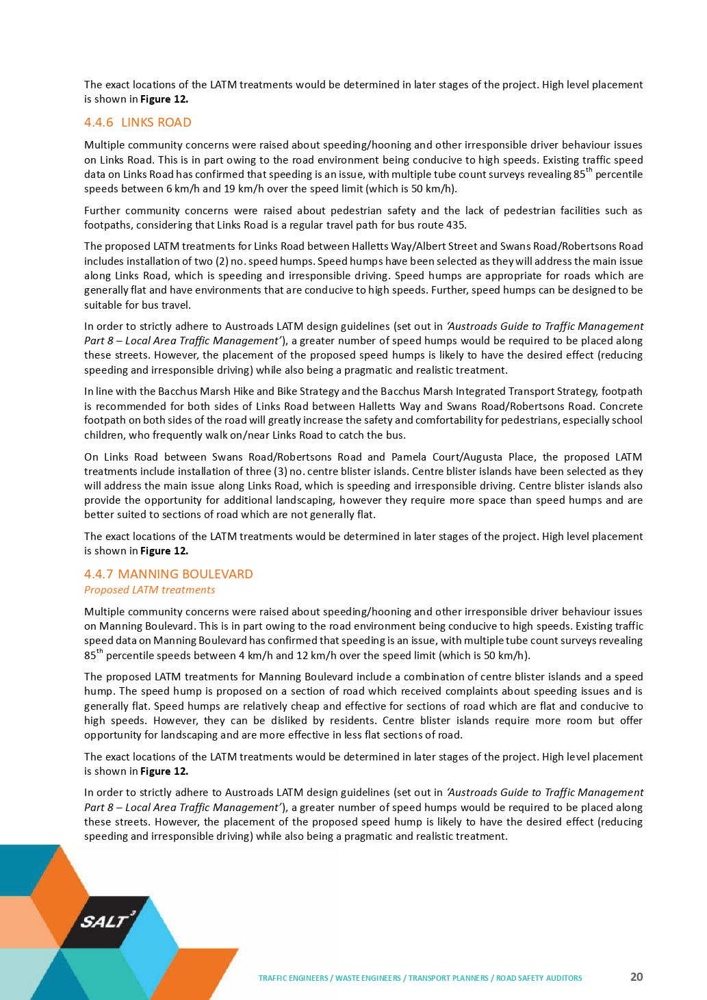 The exact locations of the LATM treatments would be determined in later stages of the project. High level placement
is shown in Figure 12.
4.4.6 LINKS ROAD
Multiple community concerns were raised about speeding/hooning and other irresponsible driver behaviour issues
on Links Road. This is in part owing to the road environment being conducive to high speeds. Existing traffic speed
data on Links Road has confirmed that speeding is an issue, with multiple tube count surveys revealing 85th percentile
speeds between 6 km/h and 19 km/h over the speed limit (which is 50 km/h).
Further community concerns were raised about pedestrian safety and the lack of pedestrian facilities such as
footpaths, considering that Links Road is a regular travel path for bus route 435.
The proposed LATM treatments for Links Road between Halletts Way/Albert Street and Swans Road/Robertsons Road
includes installation of two (2) no. speed humps. Speed humps have been selected as they will address the main issue
along Links Road, which is speeding and irresponsible driving. Speed humps are appropriate for roads which are
generally flat and have environments that are conducive to high speeds. Further, speed humps can be designed to be
suitable for bus travel.
In order to strictly adhere to Austroads LATM design guidelines (set out in ‘Austroads Guide to Traffic Management
Part 8 – Local Area Traffic Management’), a greater number of speed humps would be required to be placed along
these streets. However, the placement of the proposed speed humps is likely to have the desired effect (reducing
speeding and irresponsible driving) while also being a pragmatic and realistic treatment.
In line with the Bacchus Marsh Hike and Bike Strategy and the Bacchus Marsh Integrated Transport Strategy, footpath
is recommended for both sides of Links Road between Halletts Way and Swans Road/Robertsons Road. Concrete
footpath on both sides of the road will greatly increase the safety and comfortability for pedestrians, especially school
children, who frequently walk on/near Links Road to catch the bus.
On Links Road between Swans Road/Robertsons Road and Pamela Court/Augusta Place, the proposed LATM
treatments include installation of three (3) no. centre blister islands. Centre blister islands have been selected as they
will address the main issue along Links Road, which is speeding and irresponsible driving. Centre blister islands also
provide the opportunity for additional landscaping, however they require more space than speed humps and are
better suited to sections of road which are not generally flat.
The exact locations of the LATM treatments would be determined in later stages of the project. High level placement
is shown in Figure 12.
4.4.7 MANNING BOULEVARD
Proposed LATM treatments
Multiple community concerns were raised about speeding/hooning and other irresponsible driver behaviour issues
on Manning Boulevard. This is in part owing to the road environment being conducive to high speeds. Existing traffic
speed data on Manning Boulevard has confirmed that speeding is an issue, with multiple tube count surveys revealing
85th percentile speeds between 4 km/h and 12 km/h over the speed limit (which is 50 km/h).
The proposed LATM treatments for Manning Boulevard include a combination of centre blister islands and a speed
hump. The speed hump is proposed on a section of road which received complaints about speeding issues and is
generally flat. Speed humps are relatively cheap and effective for sections of road which are flat and conducive to
high speeds. However, they can be disliked by residents. Centre blister islands require more room but offer
opportunity for landscaping and are more effective in less flat sections of road.
The exact locations of the LATM treatments would be determined in later stages of the project. High level placement
is shown in Figure 12.
In order to strictly adhere to Austroads LATM design guidelines (set out in ‘Austroads Guide to Traffic Management
Part 8 – Local Area Traffic Management’), a greater number of speed humps would be required to be placed along
these streets. However, the placement of the proposed speed hump is likely to have the desired effect (reducing
speeding and irresponsible driving) while also being a pragmatic and realistic treatment.
SALT3
TRAFFIC ENGINEERS / WASTE ENGINEERS / TRANSPORT PLANNERS / ROAD SAFETY AUDITORS 20